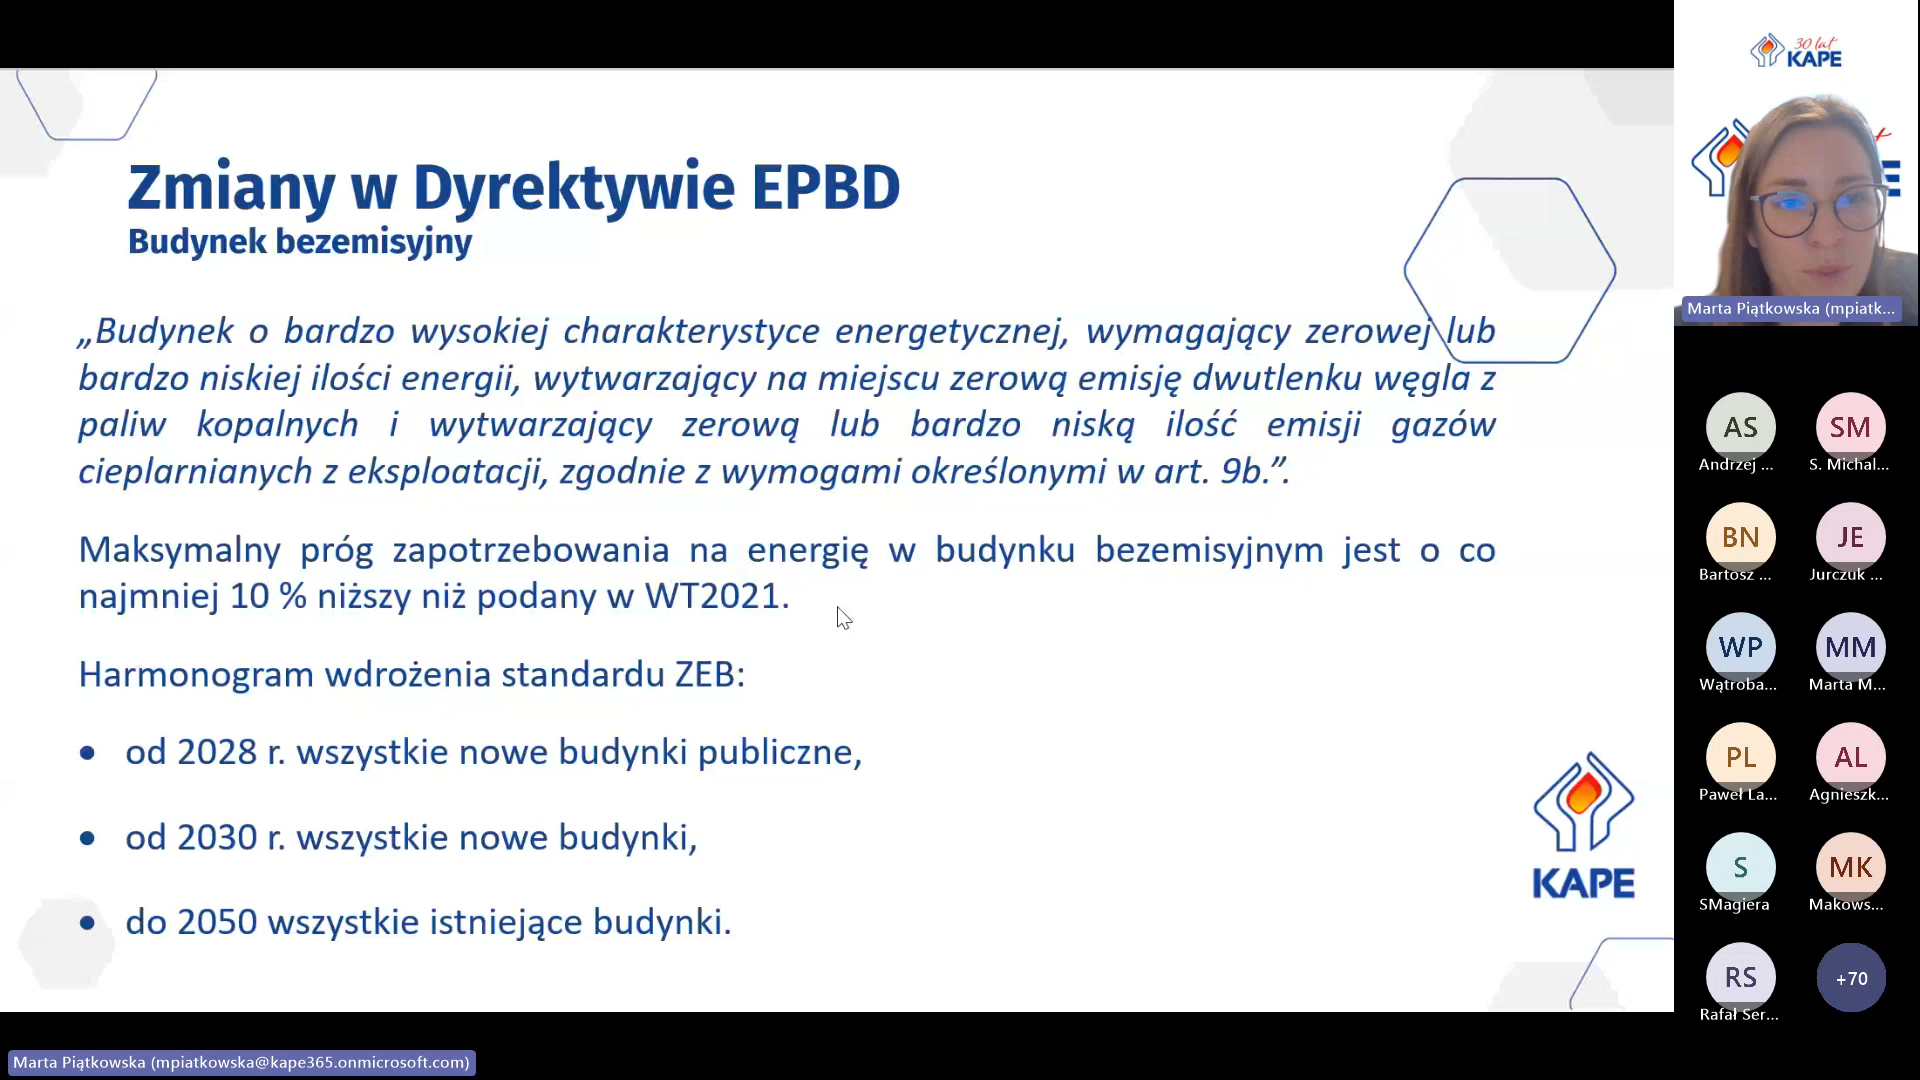 Zmiany w Dyrektywie EPBD
Budynek bezemisyjny
„Budynek o bardzo wysokiej charakterystyce energetycznej, wymagający zerowej lub
bardzo niskiej ilości energii, wytwarzający na miejscu zerową emisję dwutlenku węgla z
paliw kopalnych i wytwarzający zerową lub bardzo niską ilość emisji gazów
cieplarnianych z eksploatacji, zgodnie z wymogami określonymi w art. 9b.”.
Maksymalny próg zapotrzebowania na energię w budynku bezemisyjnym jest o co
najmniej 10 % niższy niż podany w WT2021.
Harmonogram wdrożenia standardu ZEB:
• od 2028 r. wszystkie nowe budynki publiczne,
• od 2030 r. wszystkie nowe budynki,
• do 2050 wszystkie istniejące budynki.
KAPE
30 lat
KAPE
Marta Piątkowska (mpiatk...
AS
Andrzej ...
SM
S. Michal...
BN
Bartosz ...
JE
Jurczuk ...
WP
Wątroba...
MM
Marta M...
PL
Paweł La...
AL
Agnieszk...
S
SMagiera
MK
Makows...
RS
Rafał Ser...
+70
Marta Piątkowska (mpiatkowska@kape365.onmicrosoft.com)